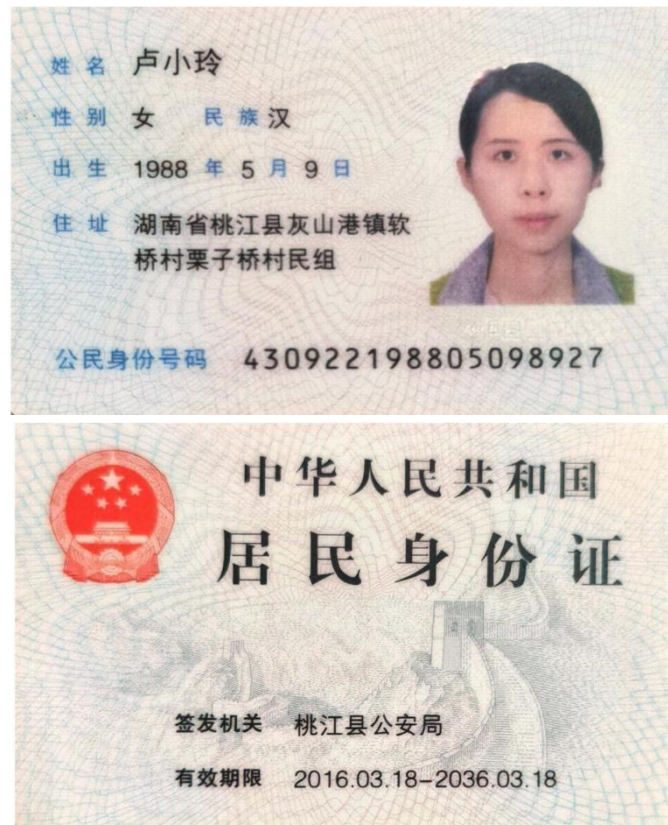 姓名 卢小玲
性别 女 民族 汉
出生 1988 年 5 月 9 日
住址 湖南省桃江县灰山港镇软
桥村栗子桥村民组
公民身份号码 430922198805098927
中华人民共和国
居民身份证
签发机关 桃江县公安局
有效期限 2016.03.18-2036.03.18